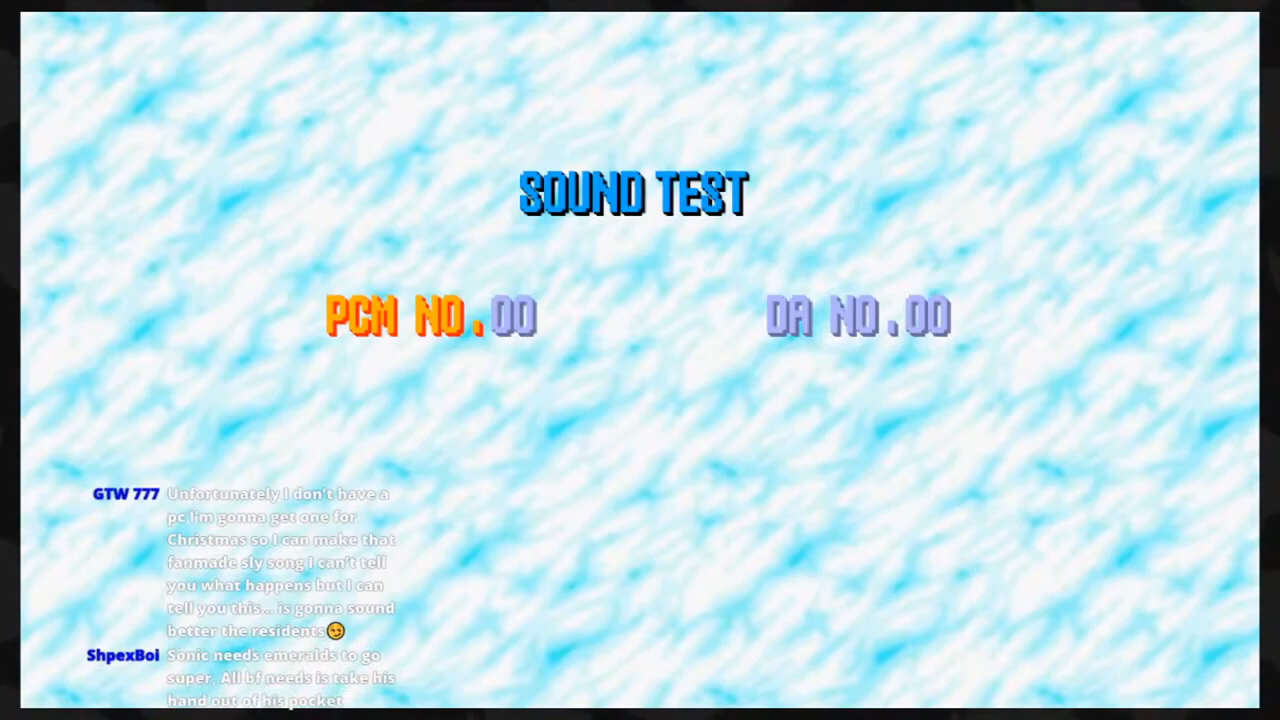 SOUND TEST
PCM NO.00 DA NO.00
GTW 777 Unfortunately I don't have a
pc I'm gonna get one for
Christmas so I can make that
fanmade sly song I can't tell
you what happens but I can
tell you this... is gonna sound
better the residents😏
ShpexBoi Sonic needs emeralds to go
super, All bf needs is take his
hand out of his pocket